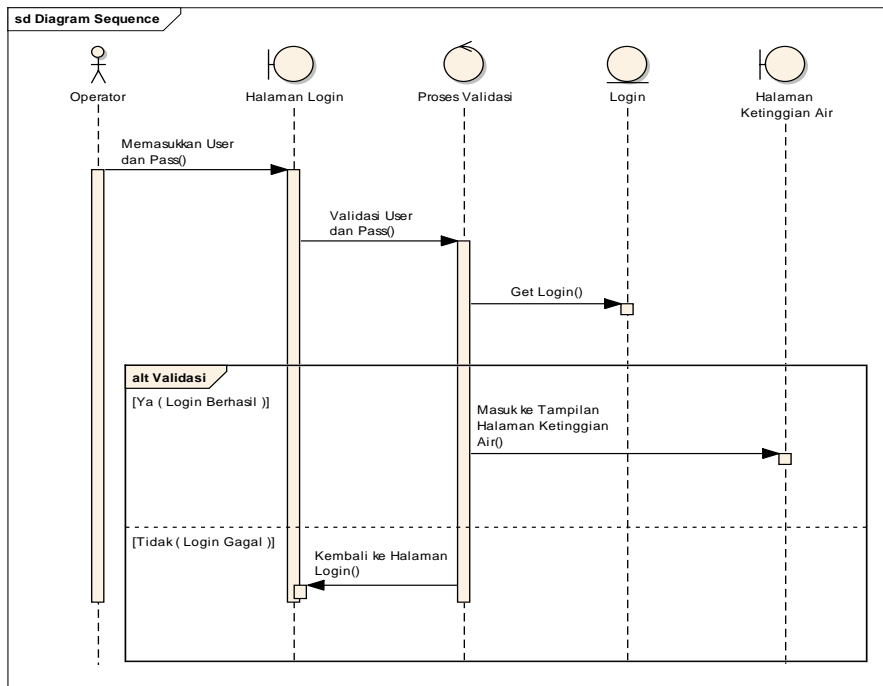 sd Diagram Sequence
Operator
Halaman Login
Proses Validasi
Login
Halaman
Ketinggian Air
Memasukkan User
dan Pass()
Validasi User
dan Pass()
Get Login()
alt Validasi
[Ya ( Login Berhasil )]
Masuk ke Tampilan
Halaman Ketinggian
Air()
[Tidak ( Login Gagal )]
Kembali ke Halaman
Login()